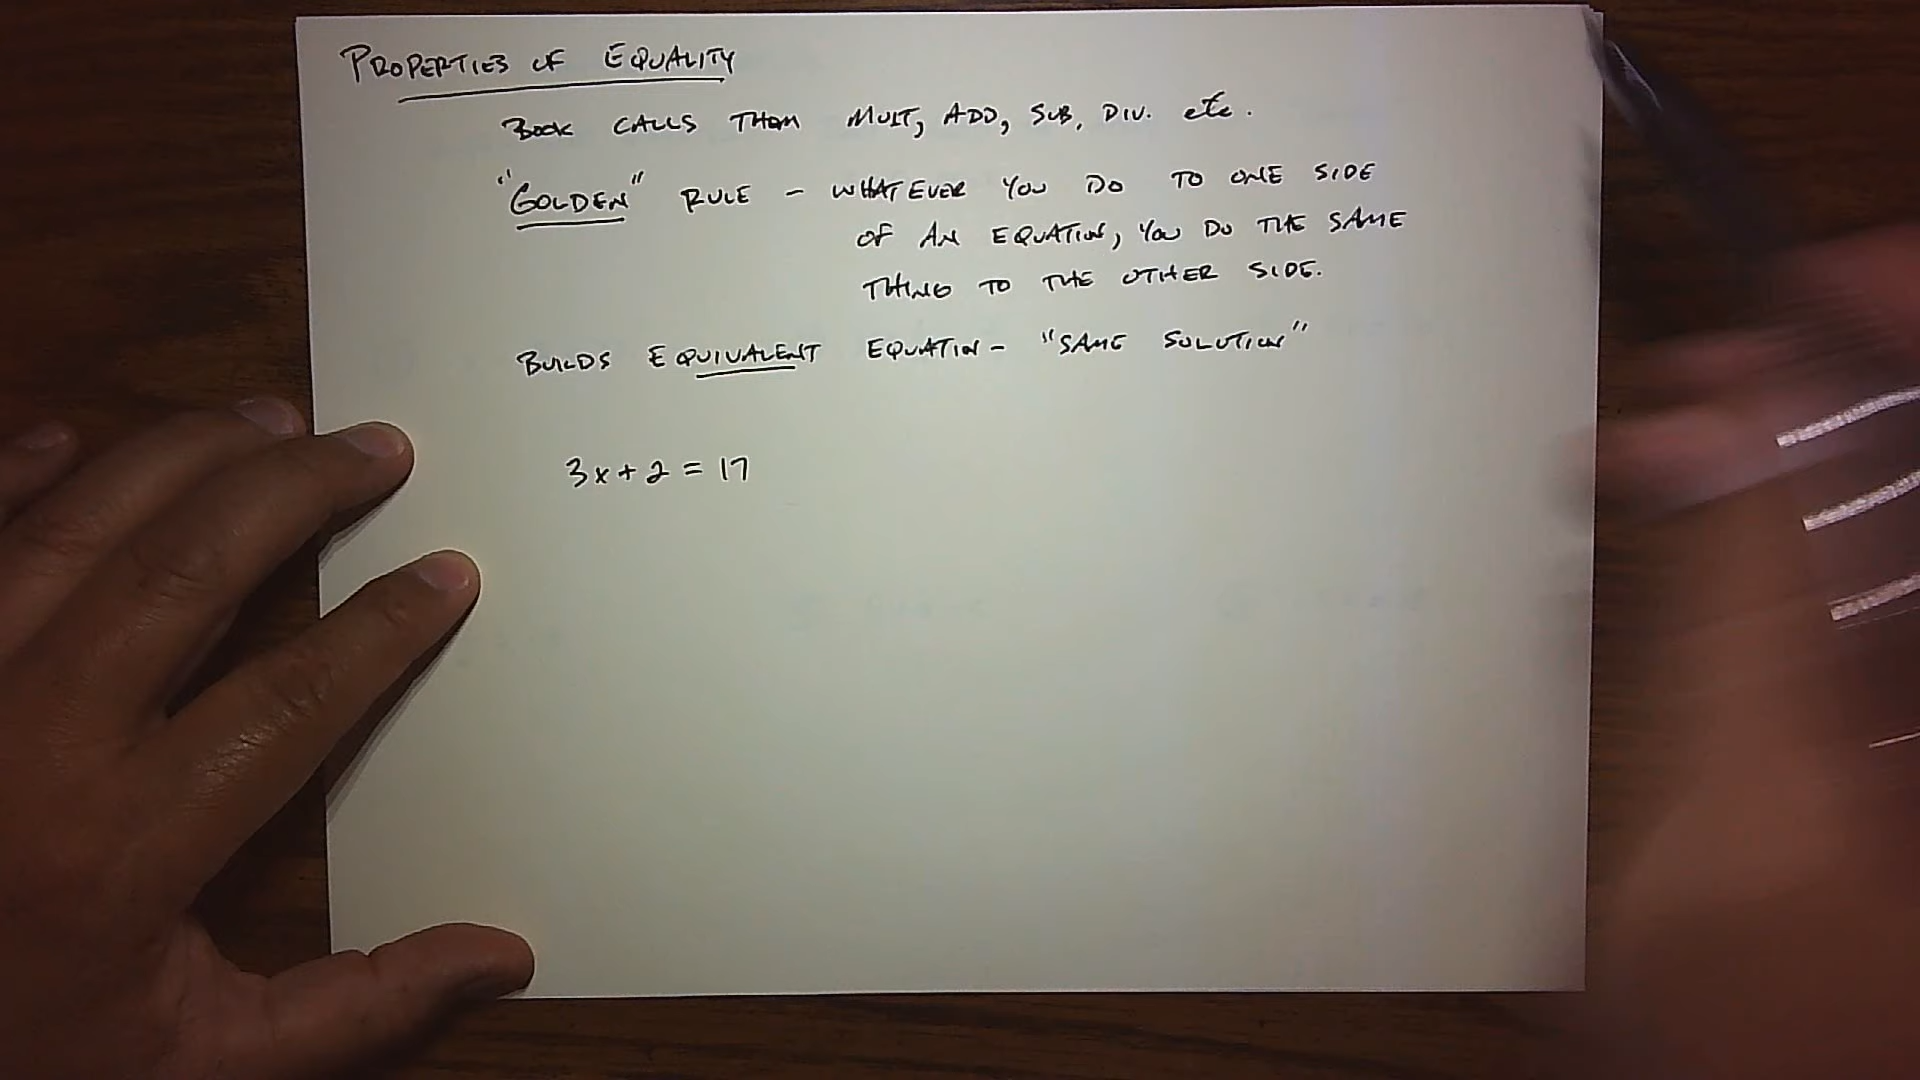 PROPERTIES OF EQUALITY
BOOK CALLS THEM MULT, ADD, SUB, DIV. etc.
"GOLDEN" RULE - WHATEVER YOU DO TO ONE SIDE
OF AN EQUATION, YOU DO THE SAME
THING TO THE OTHER SIDE.
BUILDS EQUIVALENT EQUATION - "SAME SOLUTION"
3x + 2 = 17